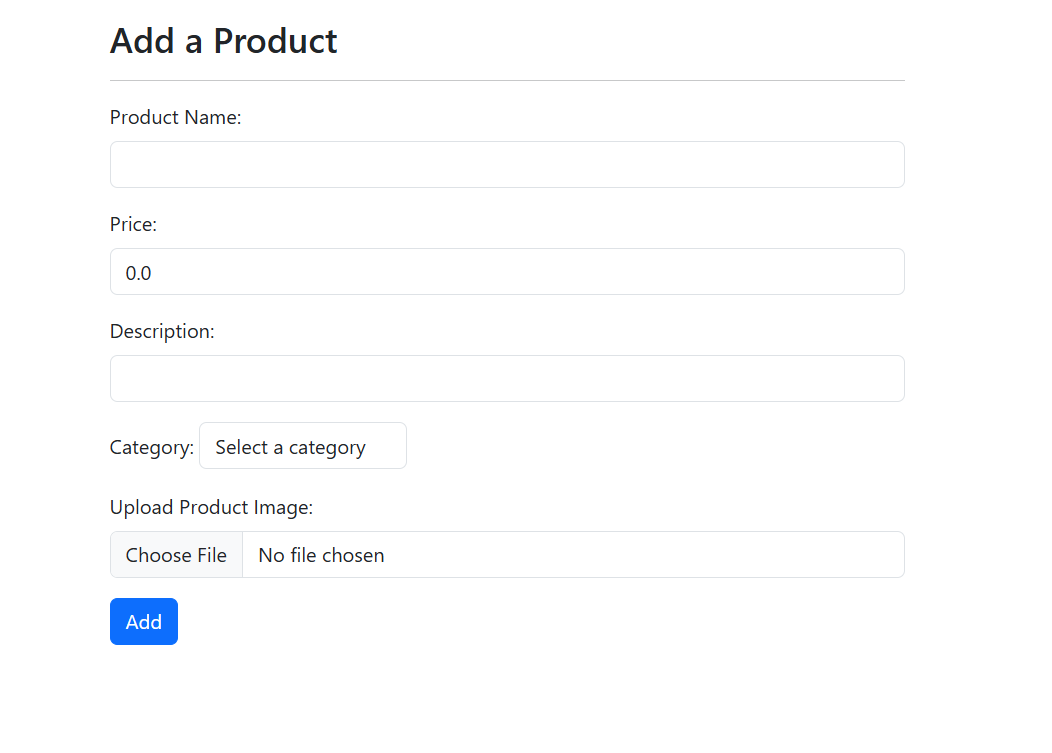 Add a Product
Product Name:
Price:
0.0
Description:
Category: Select a category
Upload Product Image:
Choose File No file chosen
Add